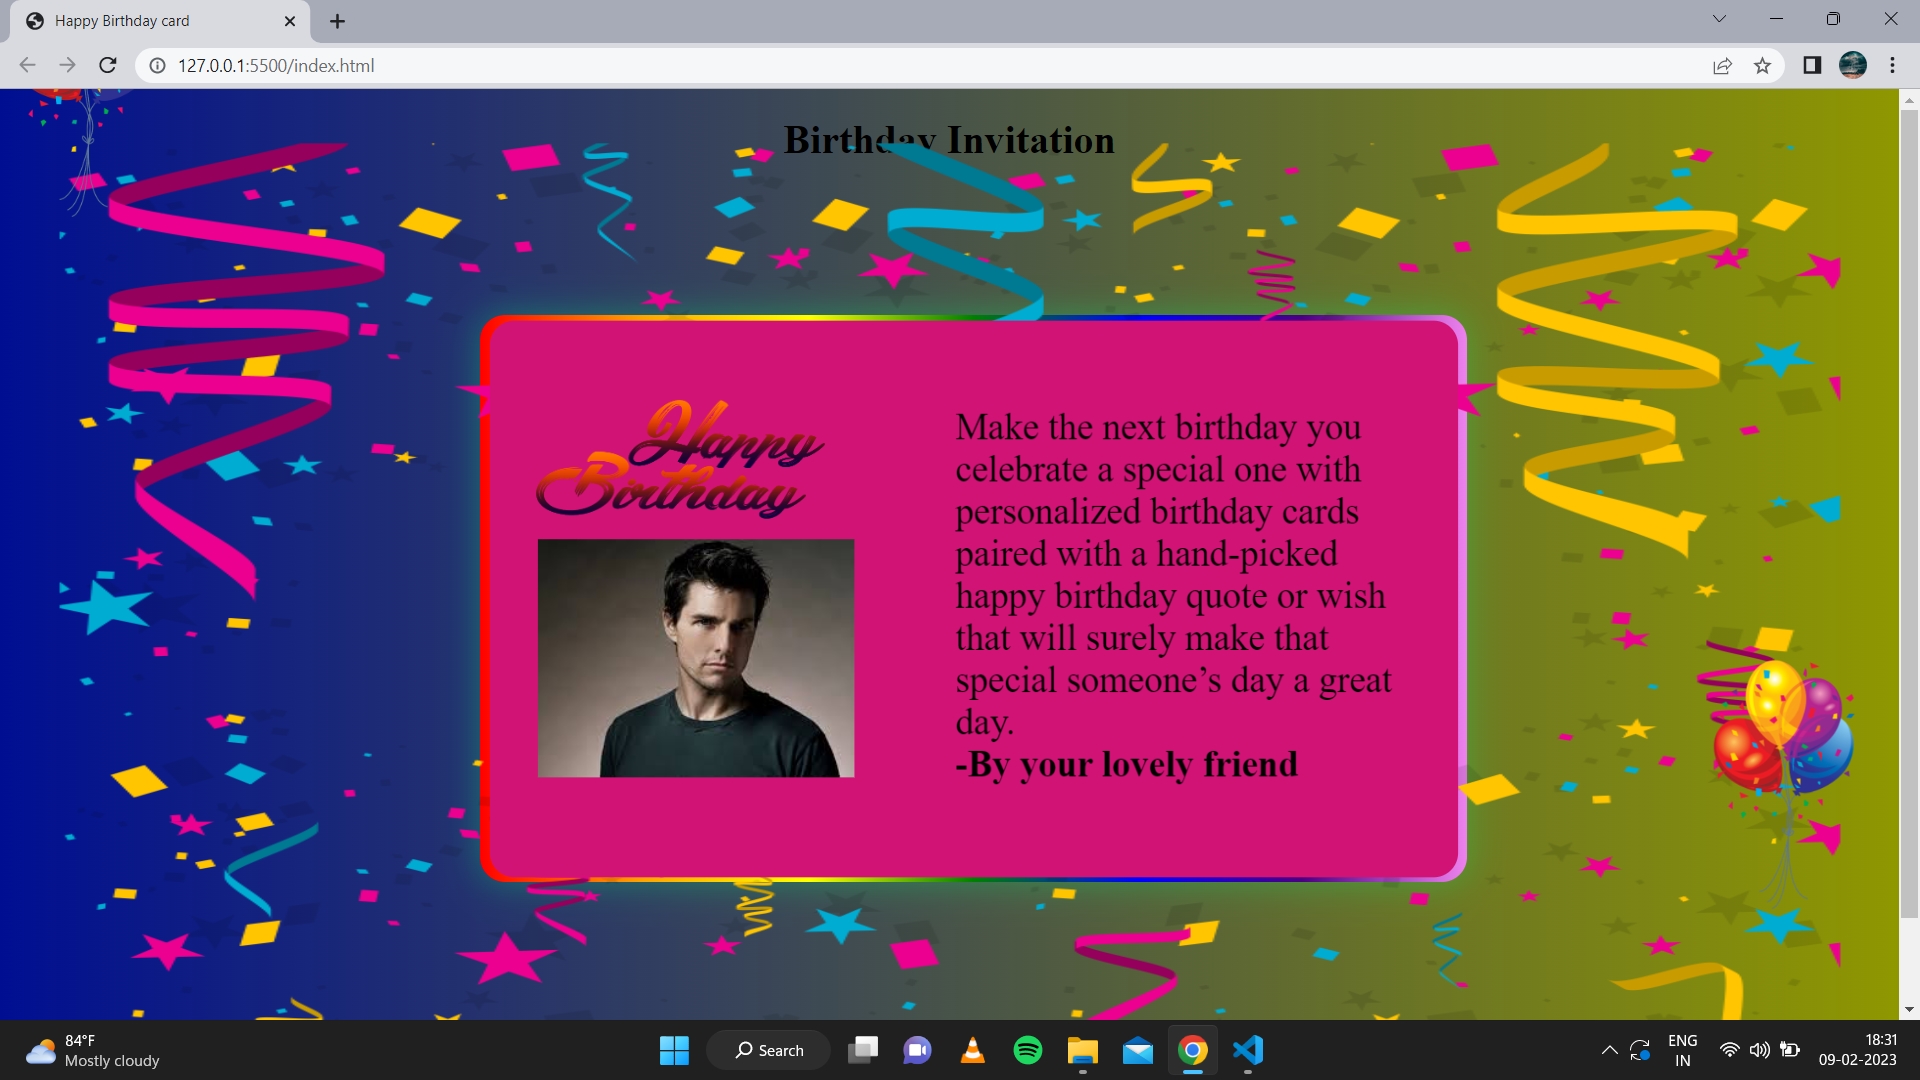 Happy Birthday card
127.0.0.1:5500/index.html
Birthday Invitation
Happy
Birthday
Make the next birthday you
celebrate a special one with
personalized birthday cards
paired with a hand-picked
happy birthday quote or wish
that will surely make that
special someone’s day a great
day.
-By your lovely friend
84°F
Mostly cloudy
Search
ENG
IN
18:31
09-02-2023